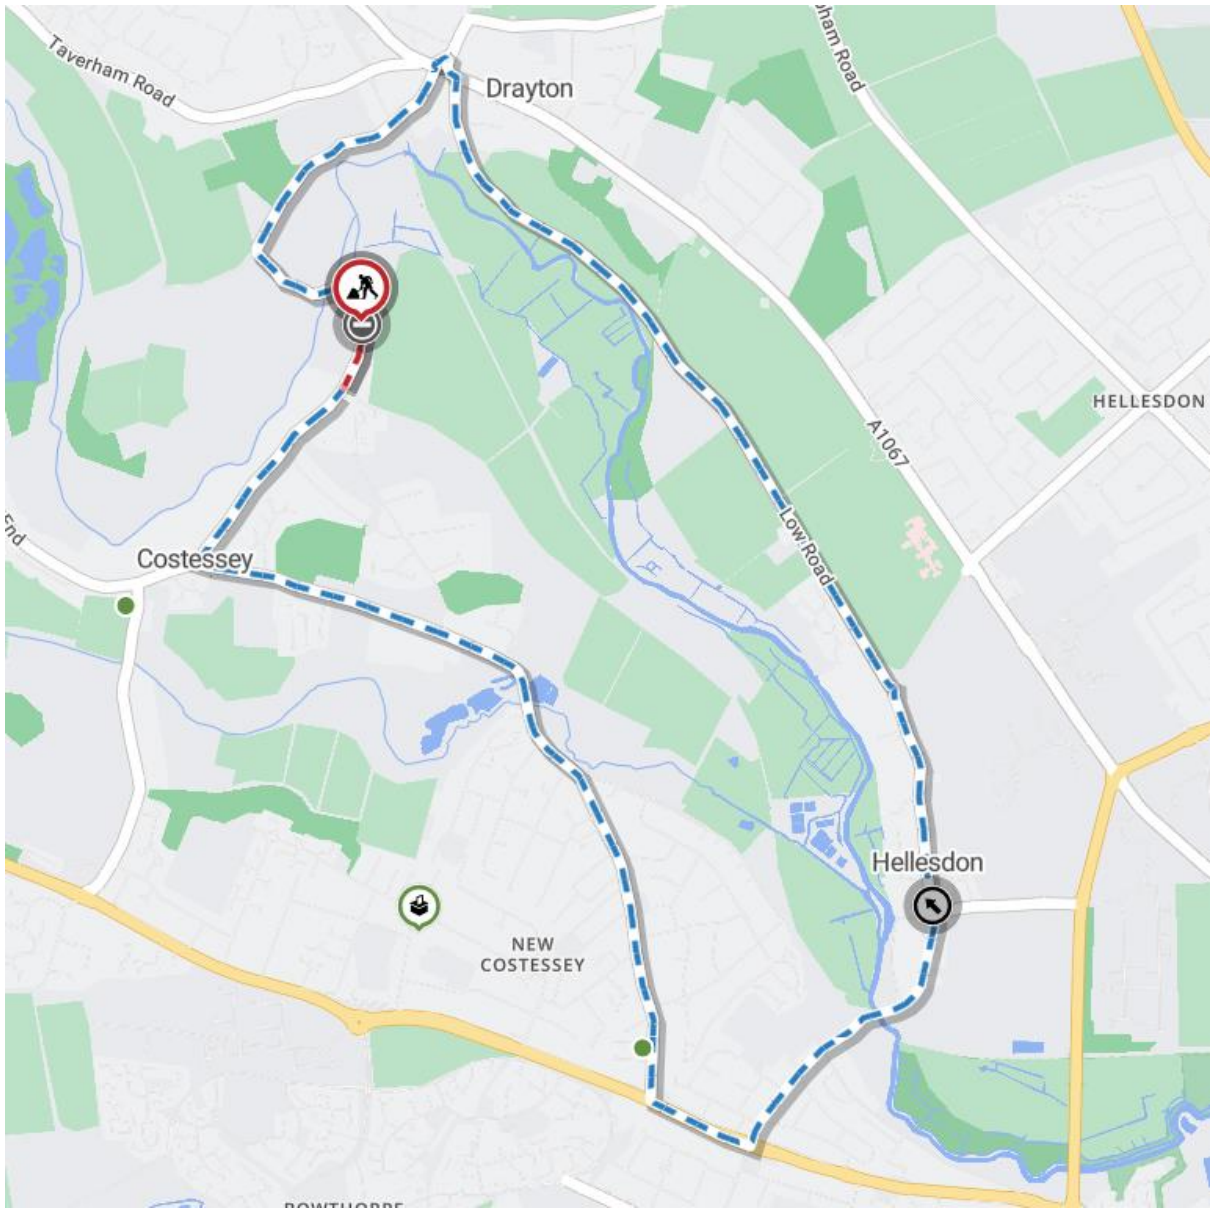 Taverham Road
Drayton
ham Road
HELLESDON
A1067
Low Road
End
Costessey
Hellesdon
NEW
COSTESSEY